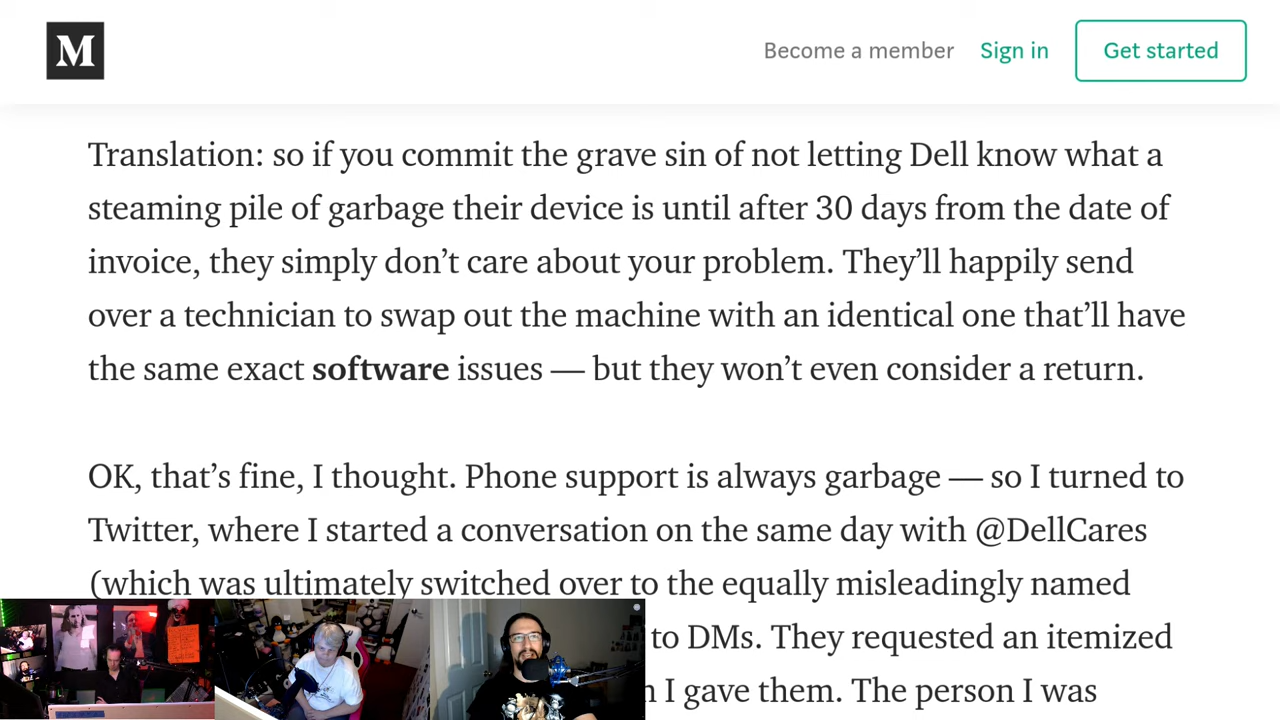 M
Become a member
Sign in
Get started
Translation: so if you commit the grave sin of not letting Dell know what a
steaming pile of garbage their device is until after 30 days from the date of
invoice, they simply don’t care about your problem. They’ll happily send
over a technician to swap out the machine with an identical one that’ll have
the same exact software issues — but they won’t even consider a return.
OK, that’s fine, I thought. Phone support is always garbage — so I turned to
Twitter, where I started a conversation on the same day with @DellCares
(which was ultimately switched over to the equally misleadingly named
to DMs. They requested an itemized
I gave them. The person I was